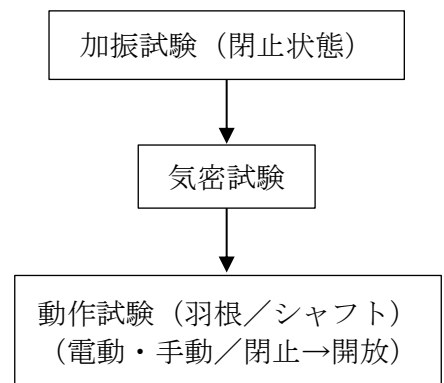 加振試験（閉止状態）
気密試験
動作試験（羽根／シャフト）
（電動・手動／閉止→開放）